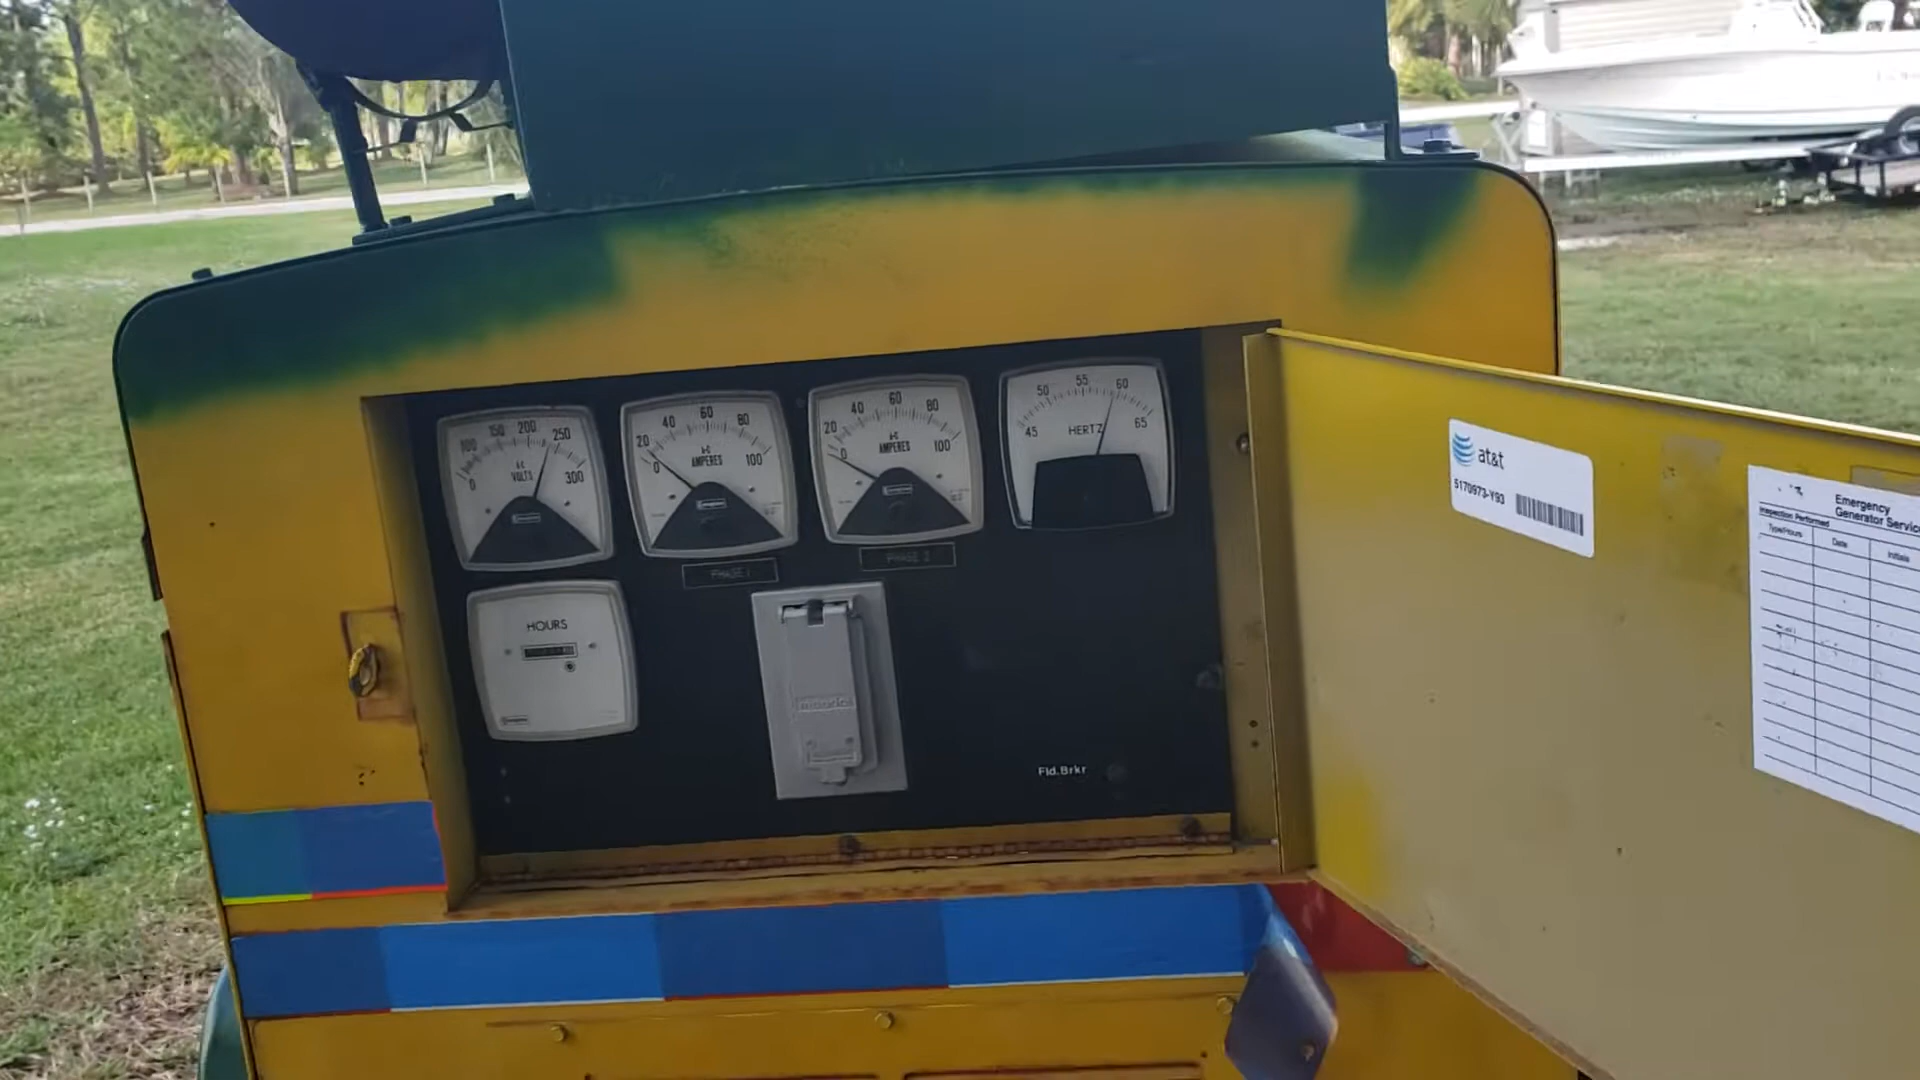 0 100 150 200 250 300
A-C
VOLTS
0 20 40 60 80 100
A-C
AMPERES
PHASE 1
0 20 40 60 80 100
A-C
AMPERES
PHASE 2
45 50 55 60 65
HERTZ
HOURS
Fld.Brkr
at&t
5170973-Y93
Emergency
Generator Servic
Inspection Performed
Type/Hours Date Initials